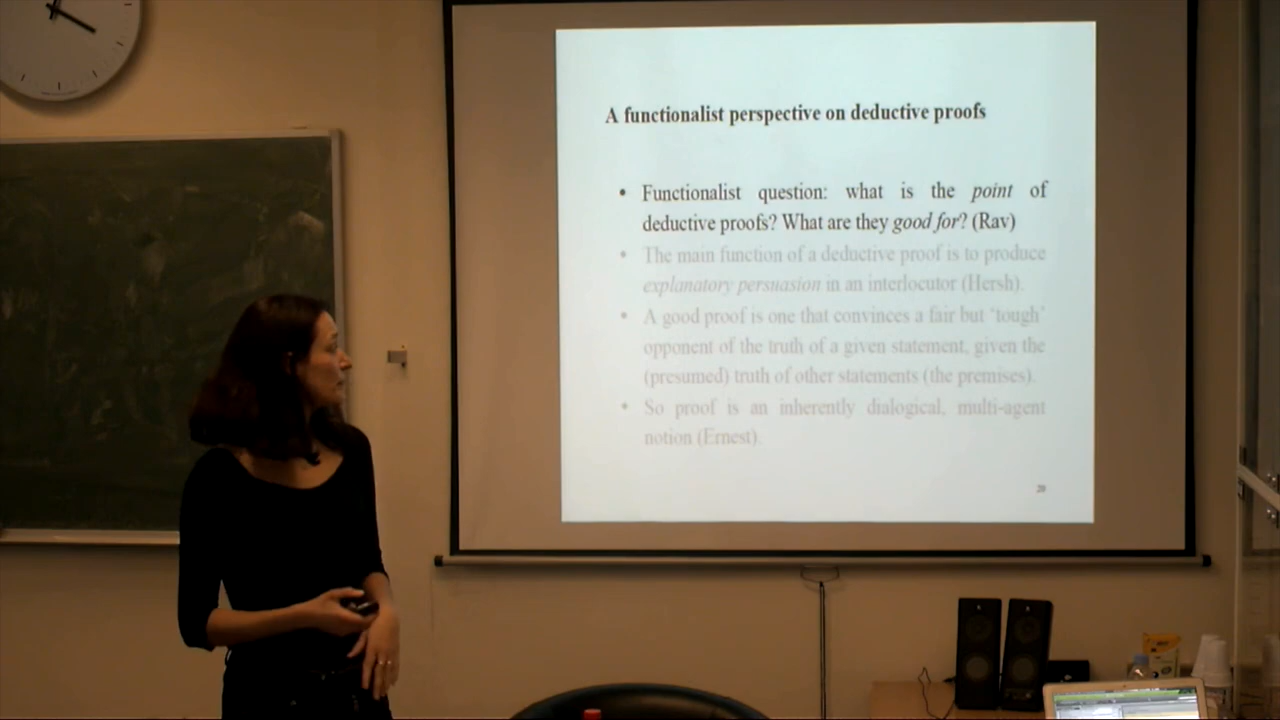 A functionalist perspective on deductive proofs
• Functionalist question: what is the point of
deductive proofs? What are they good for? (Rav)
• The main function of a deductive proof is to produce
explanatory persuasion in an interlocutor (Hersh).
• A good proof is one that convinces a fair but ‘tough’
opponent of the truth of a given statement, given the
(presumed) truth of other statements (the premises).
• So proof is an inherently dialogical, multi-agent
notion (Ernest).